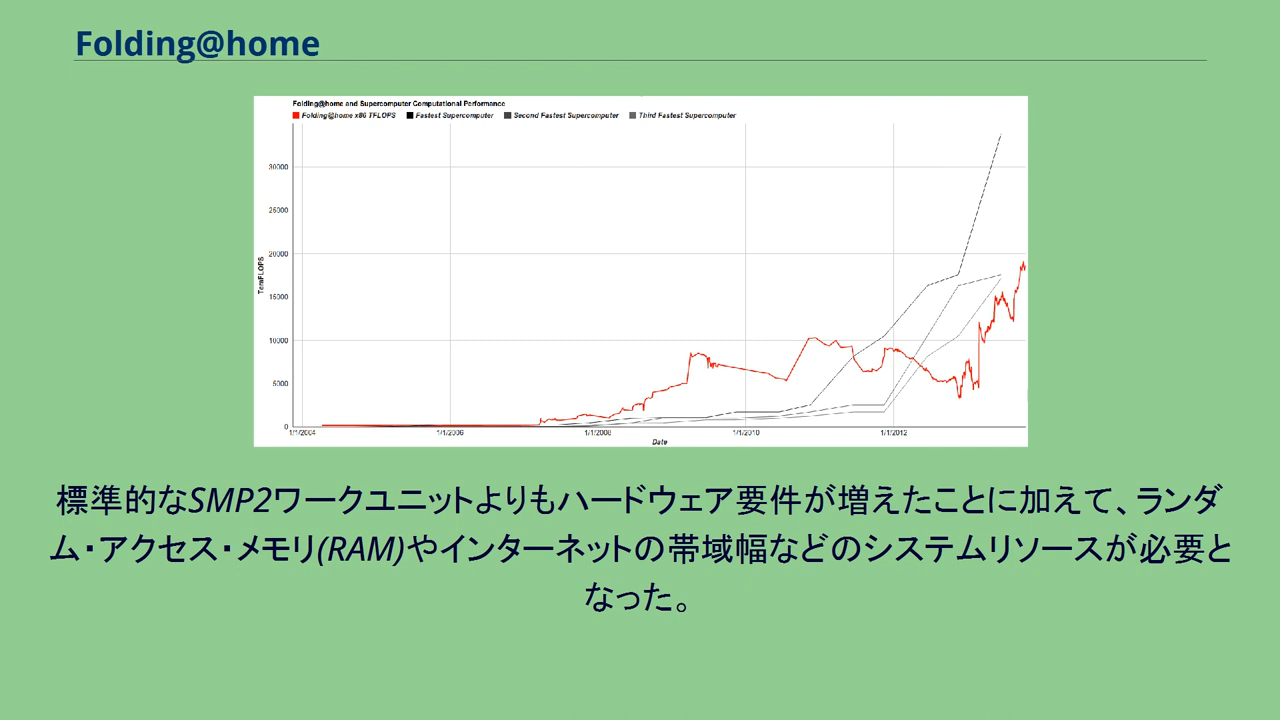 Folding@home
Folding@home and Supercomputer Computational Performance
Folding@home x86 TFLOPS Fastest Supercomputer Second Fastest Supercomputer Third Fastest Supercomputer
30000
25000
20000
15000
10000
5000
0
TeraFLOPS
1/1/2004 1/1/2006 1/1/2008 1/1/2010 1/1/2012
Date
標準的なSMP2ワークユニットよりもハードウェア要件が増えたことに加えて、ランダ
ム・アクセス・メモリ(RAM)やインターネットの帯域幅などのシステムリソースが必要と
なった。